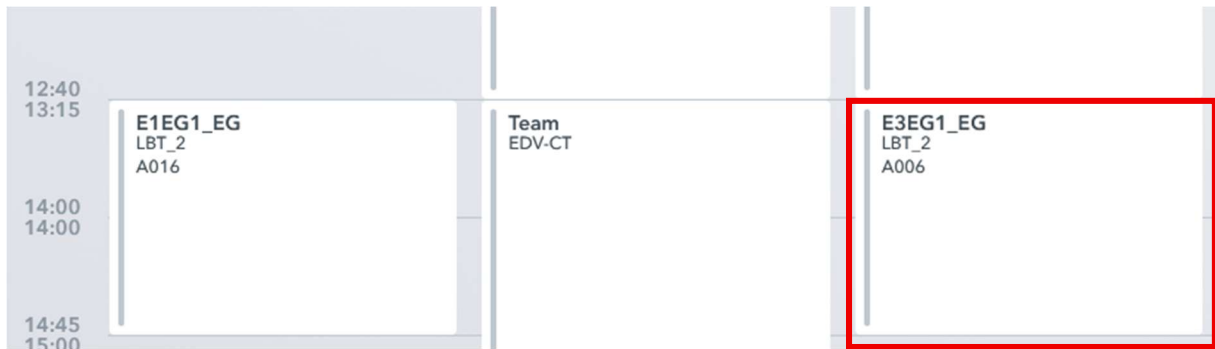 12:40
13:15
E1EG1_EG
LBT_2
A016
Team
EDV-CT
E3EG1_EG
LBT_2
A006
14:00
14:00
14:45
15:00